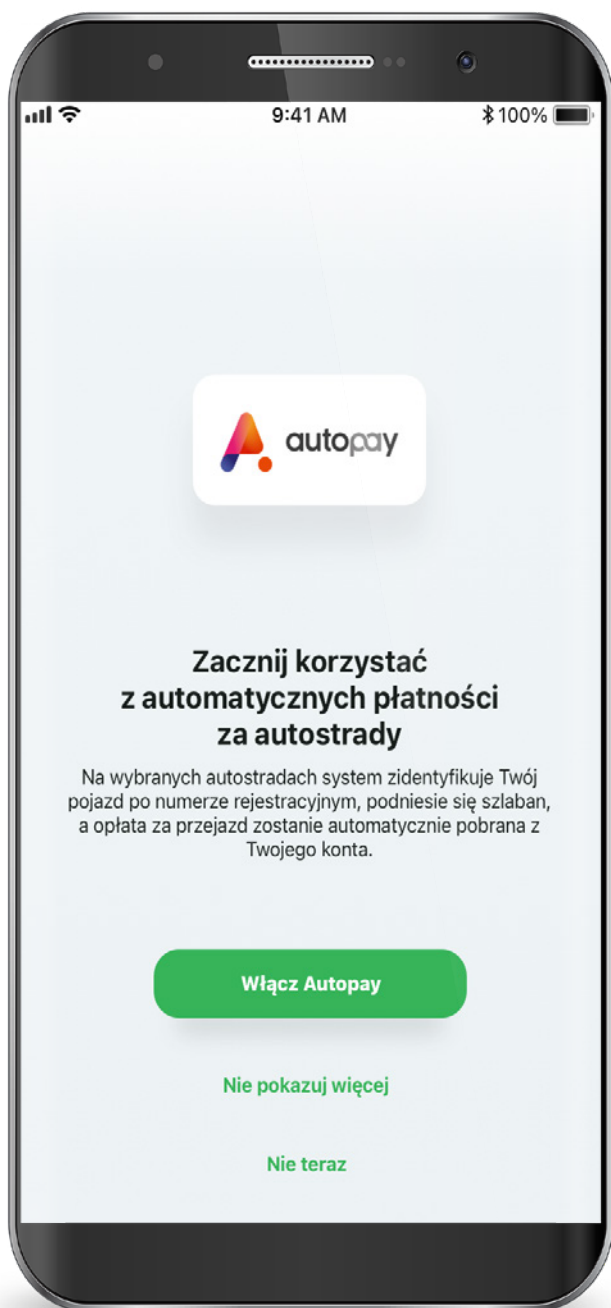 9:41 AM
100%
autopay
Zacznij korzystać
z automatycznych płatności
za autostrady
Na wybranych autostradach system zidentyfikuje Twój
pojazd po numerze rejestracyjnym, podniesie się szlaban,
a opłata za przejazd zostanie automatycznie pobrana z
Twojego konta.
Włącz Autopay
Nie pokazuj więcej
Nie teraz